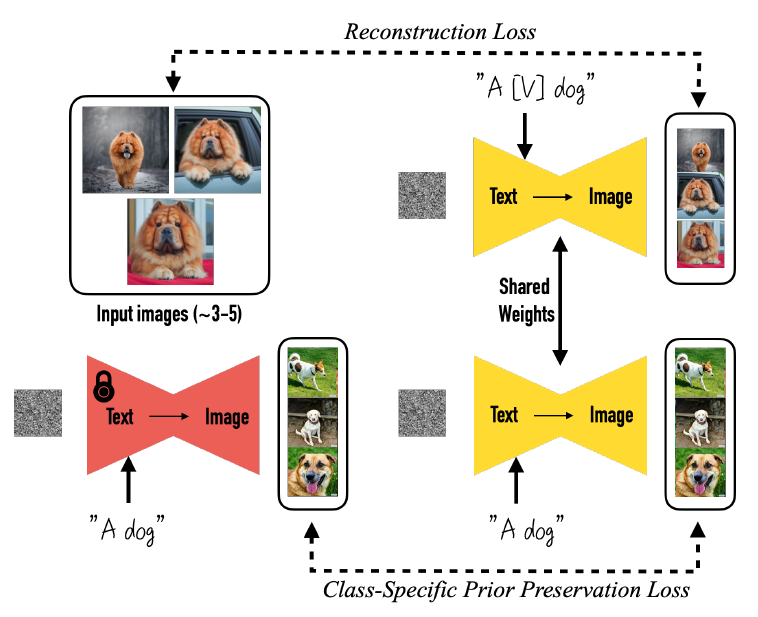 Reconstruction Loss
"A [V] dog"
Text → Image
Input images (~3-5)
Shared
Weights
Text → Image
Text → Image
"A dog"
"A dog"
Class-Specific Prior Preservation Loss